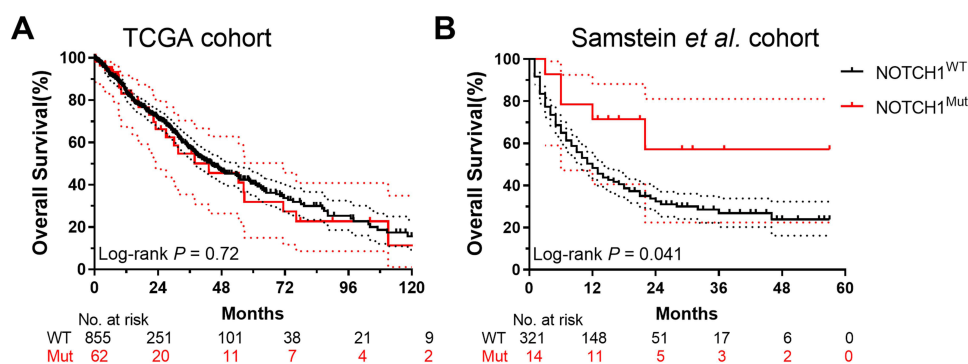 A TCGA cohort
Overall Survival(%)
100
80
60
40
20
0
Log-rank P = 0.72
0 24 48 72 96 120
Months
No. at risk
WT 855 251 101 38 21 9
Mut 62 20 11 7 4 2
B Samstein et al. cohort
Overall Survival(%)
100
80
60
40
20
0
Log-rank P = 0.041
0 12 24 36 48 60
Months
No. at risk
WT 321 148 51 17 6 0
Mut 14 11 5 3 2 0
NOTCH1WT
NOTCH1Mut